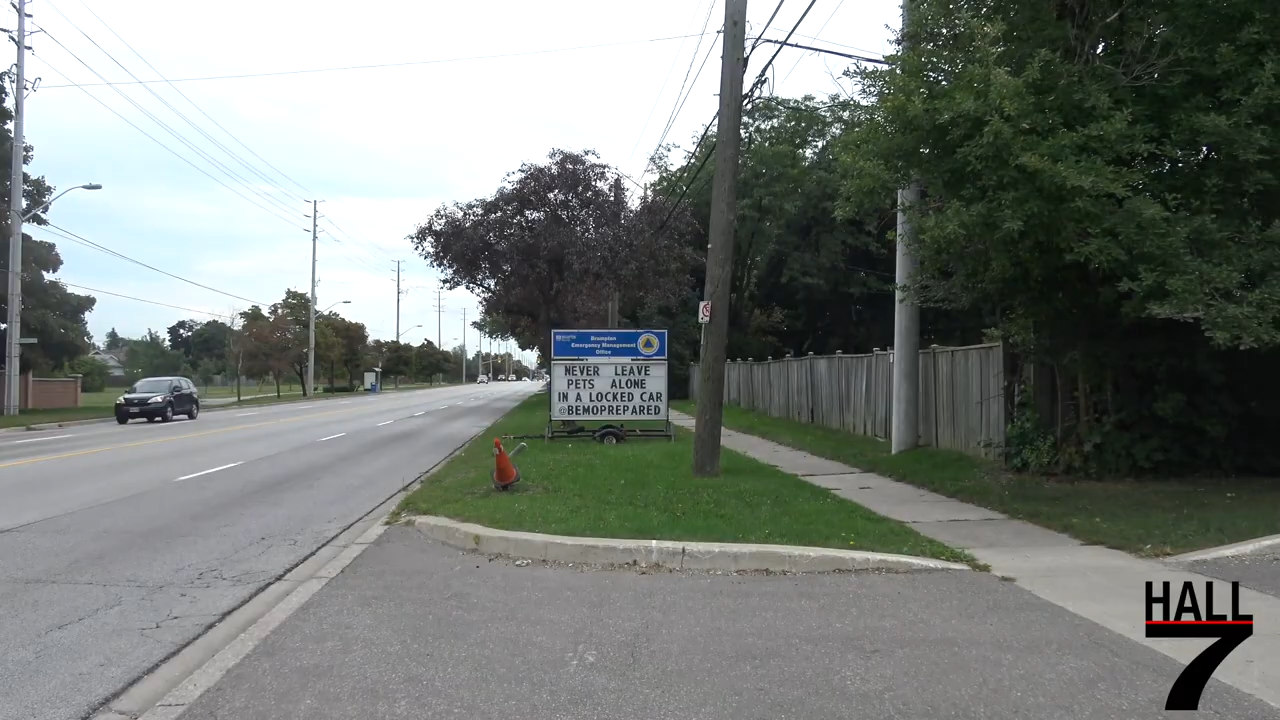 Brampton
Emergency Management
Office
NEVER LEAVE
PETS ALONE
IN A LOCKED CAR
@BEMOPREPARED
HALL
7